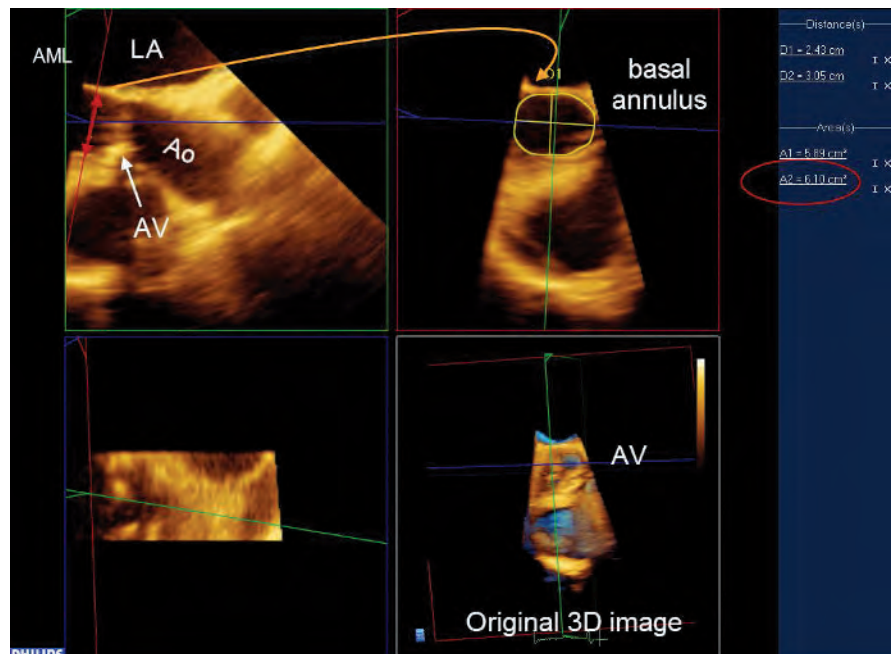 LA
AML
Ao
AV
D1
basal
annulus
Distance(s)
D1 = 2.43 cm
I X
D2 = 3.05 cm
I X
Area(s)
A1 = 5.89 cm²
I X
A2 = 6.10 cm²
I X
AV
Original 3D image
PHILIPS